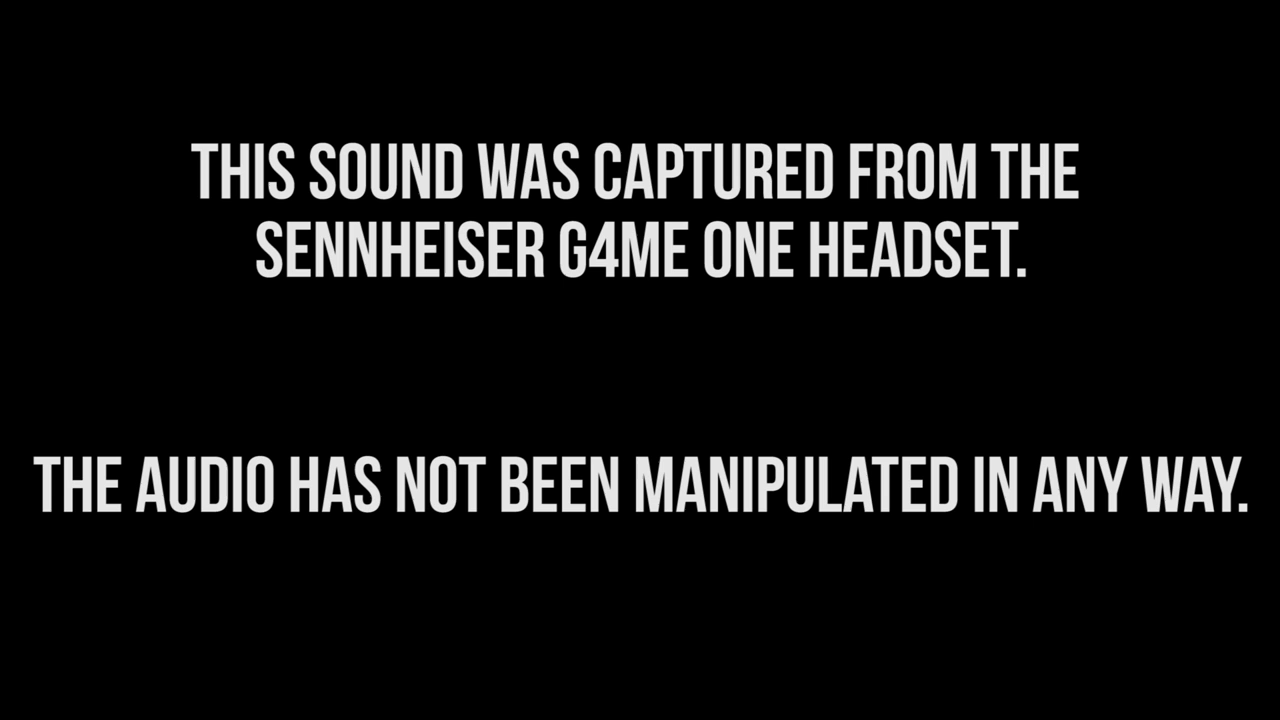 THIS SOUND WAS CAPTURED FROM THE
SENNHEISER G4ME ONE HEADSET.
THE AUDIO HAS NOT BEEN MANIPULATED IN ANY WAY.